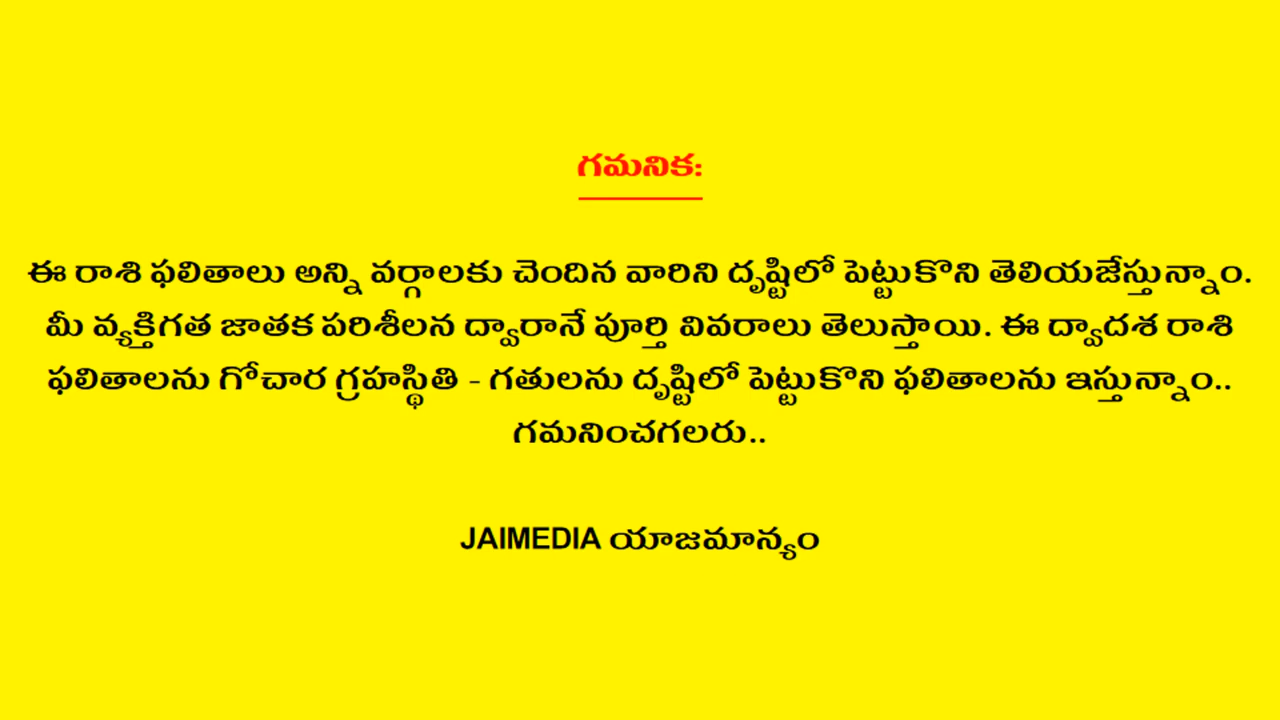 గమనిక:
ఈ రాశి ఫలితాలు అన్ని వర్గాలకు చెందిన వారిని దృష్టిలో పెట్టుకొని తెలియజేస్తున్నాం.
మీ వ్యక్తిగత జాతక పరిశీలన ద్వారానే పూర్తి వివరాలు తెలుస్తాయి. ఈ ద్వాదశ రాశి
ఫలితాలను గోచార గ్రహస్థితి - గతులను దృష్టిలో పెట్టుకొని ఫలితాలను ఇస్తున్నాం..
గమనించగలరు..
JAIMEDIA యాజమాన్యం